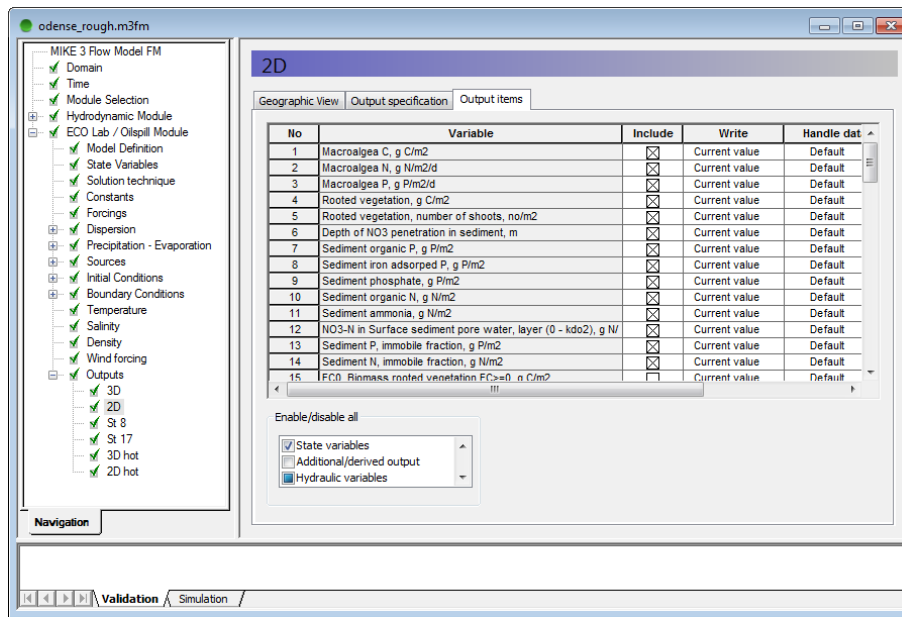 odense_rough.m3fm
MIKE 3 Flow Model FM
Domain
Time
Module Selection
Hydrodynamic Module
ECO Lab / Oilspill Module
Model Definition
State Variables
Solution technique
Constants
Forcings
Dispersion
Precipitation - Evaporation
Sources
Initial Conditions
Boundary Conditions
Temperature
Salinity
Density
Wind forcing
Outputs
3D
2D
St 8
St 17
3D hot
2D hot
Navigation
2D
Geographic View Output specification Output items
No Variable Include Write Handle dat
1 Macroalgea C, g C/m2 Current value Default
2 Macroalgea N, g N/m2/d Current value Default
3 Macroalgea P, g P/m2/d Current value Default
4 Rooted vegetation, g C/m2 Current value Default
5 Rooted vegetation, number of shoots, no/m2 Current value Default
6 Depth of NO3 penetration in sediment, m Current value Default
7 Sediment organic P, g P/m2 Current value Default
8 Sediment iron adsorped P, g P/m2 Current value Default
9 Sediment phosphate, g P/m2 Current value Default
10 Sediment organic N, g N/m2 Current value Default
11 Sediment ammonia, g N/m2 Current value Default
12 NO3-N in Surface sediment pore water, layer (0 - kdo2), g N/ Current value Default
13 Sediment P, immobile fraction, g P/m2 Current value Default
14 Sediment N, immobile fraction, g N/m2 Current value Default
15 EC0, Biomass rooted vegetation EC>=0, g C/m2 Current value Default
Enable/disable all
State variables
Additional/derived output
Hydraulic variables
Validation Simulation